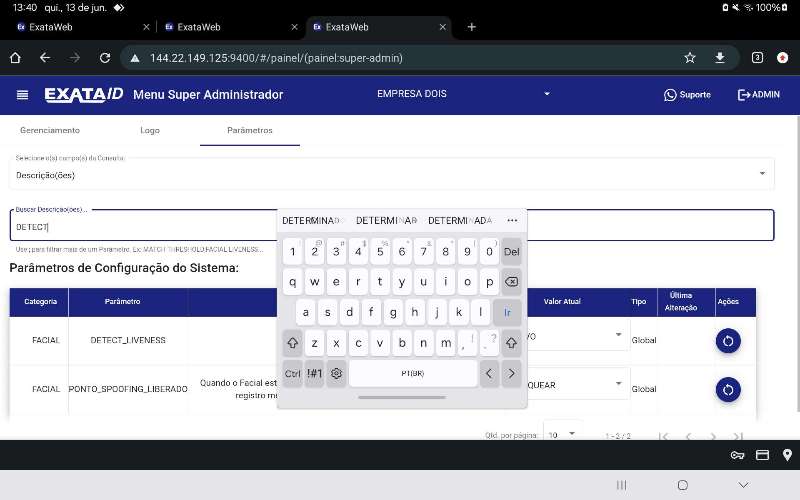 13:40 qui., 13 de jun.
100%
ExataWeb
ExataWeb
ExataWeb
144.22.149.125:9400/#/painel/(painel:super-admin)
3
EXATAID Menu Super Administrador EMPRESA DOIS Suporte ADMIN
Gerenciamento Logo Parâmetros
Selecione o(s) campo(s) da Consulta
Descrição(ões)
Buscar Descrição(ões)...
DETECT
Use ; para filtrar mais de um Parâmetro. Ex: MATCH THRESHOLD;FACIAL LIVENESS...
Parâmetros de Configuração do Sistema:
Categoria Parâmetro Valor Atual Tipo Última Alteração Ações
FACIAL DETECT_LIVENESS VO Global
FACIAL PONTO_SPOOFING_LIBERADO Quando o Facial est QUEAR Global
registro me
Qtd. por página: 10 1 - 2 / 2
DETERMINADO DETERMINAR DETERMINADA ...
1 2 3 4 5 6 7 8 9 0 Del
q w e r t y u i o p
a s d f g h j k l Ir
z x c v b n m , .
Ctrl !#1 PT(BR) < >